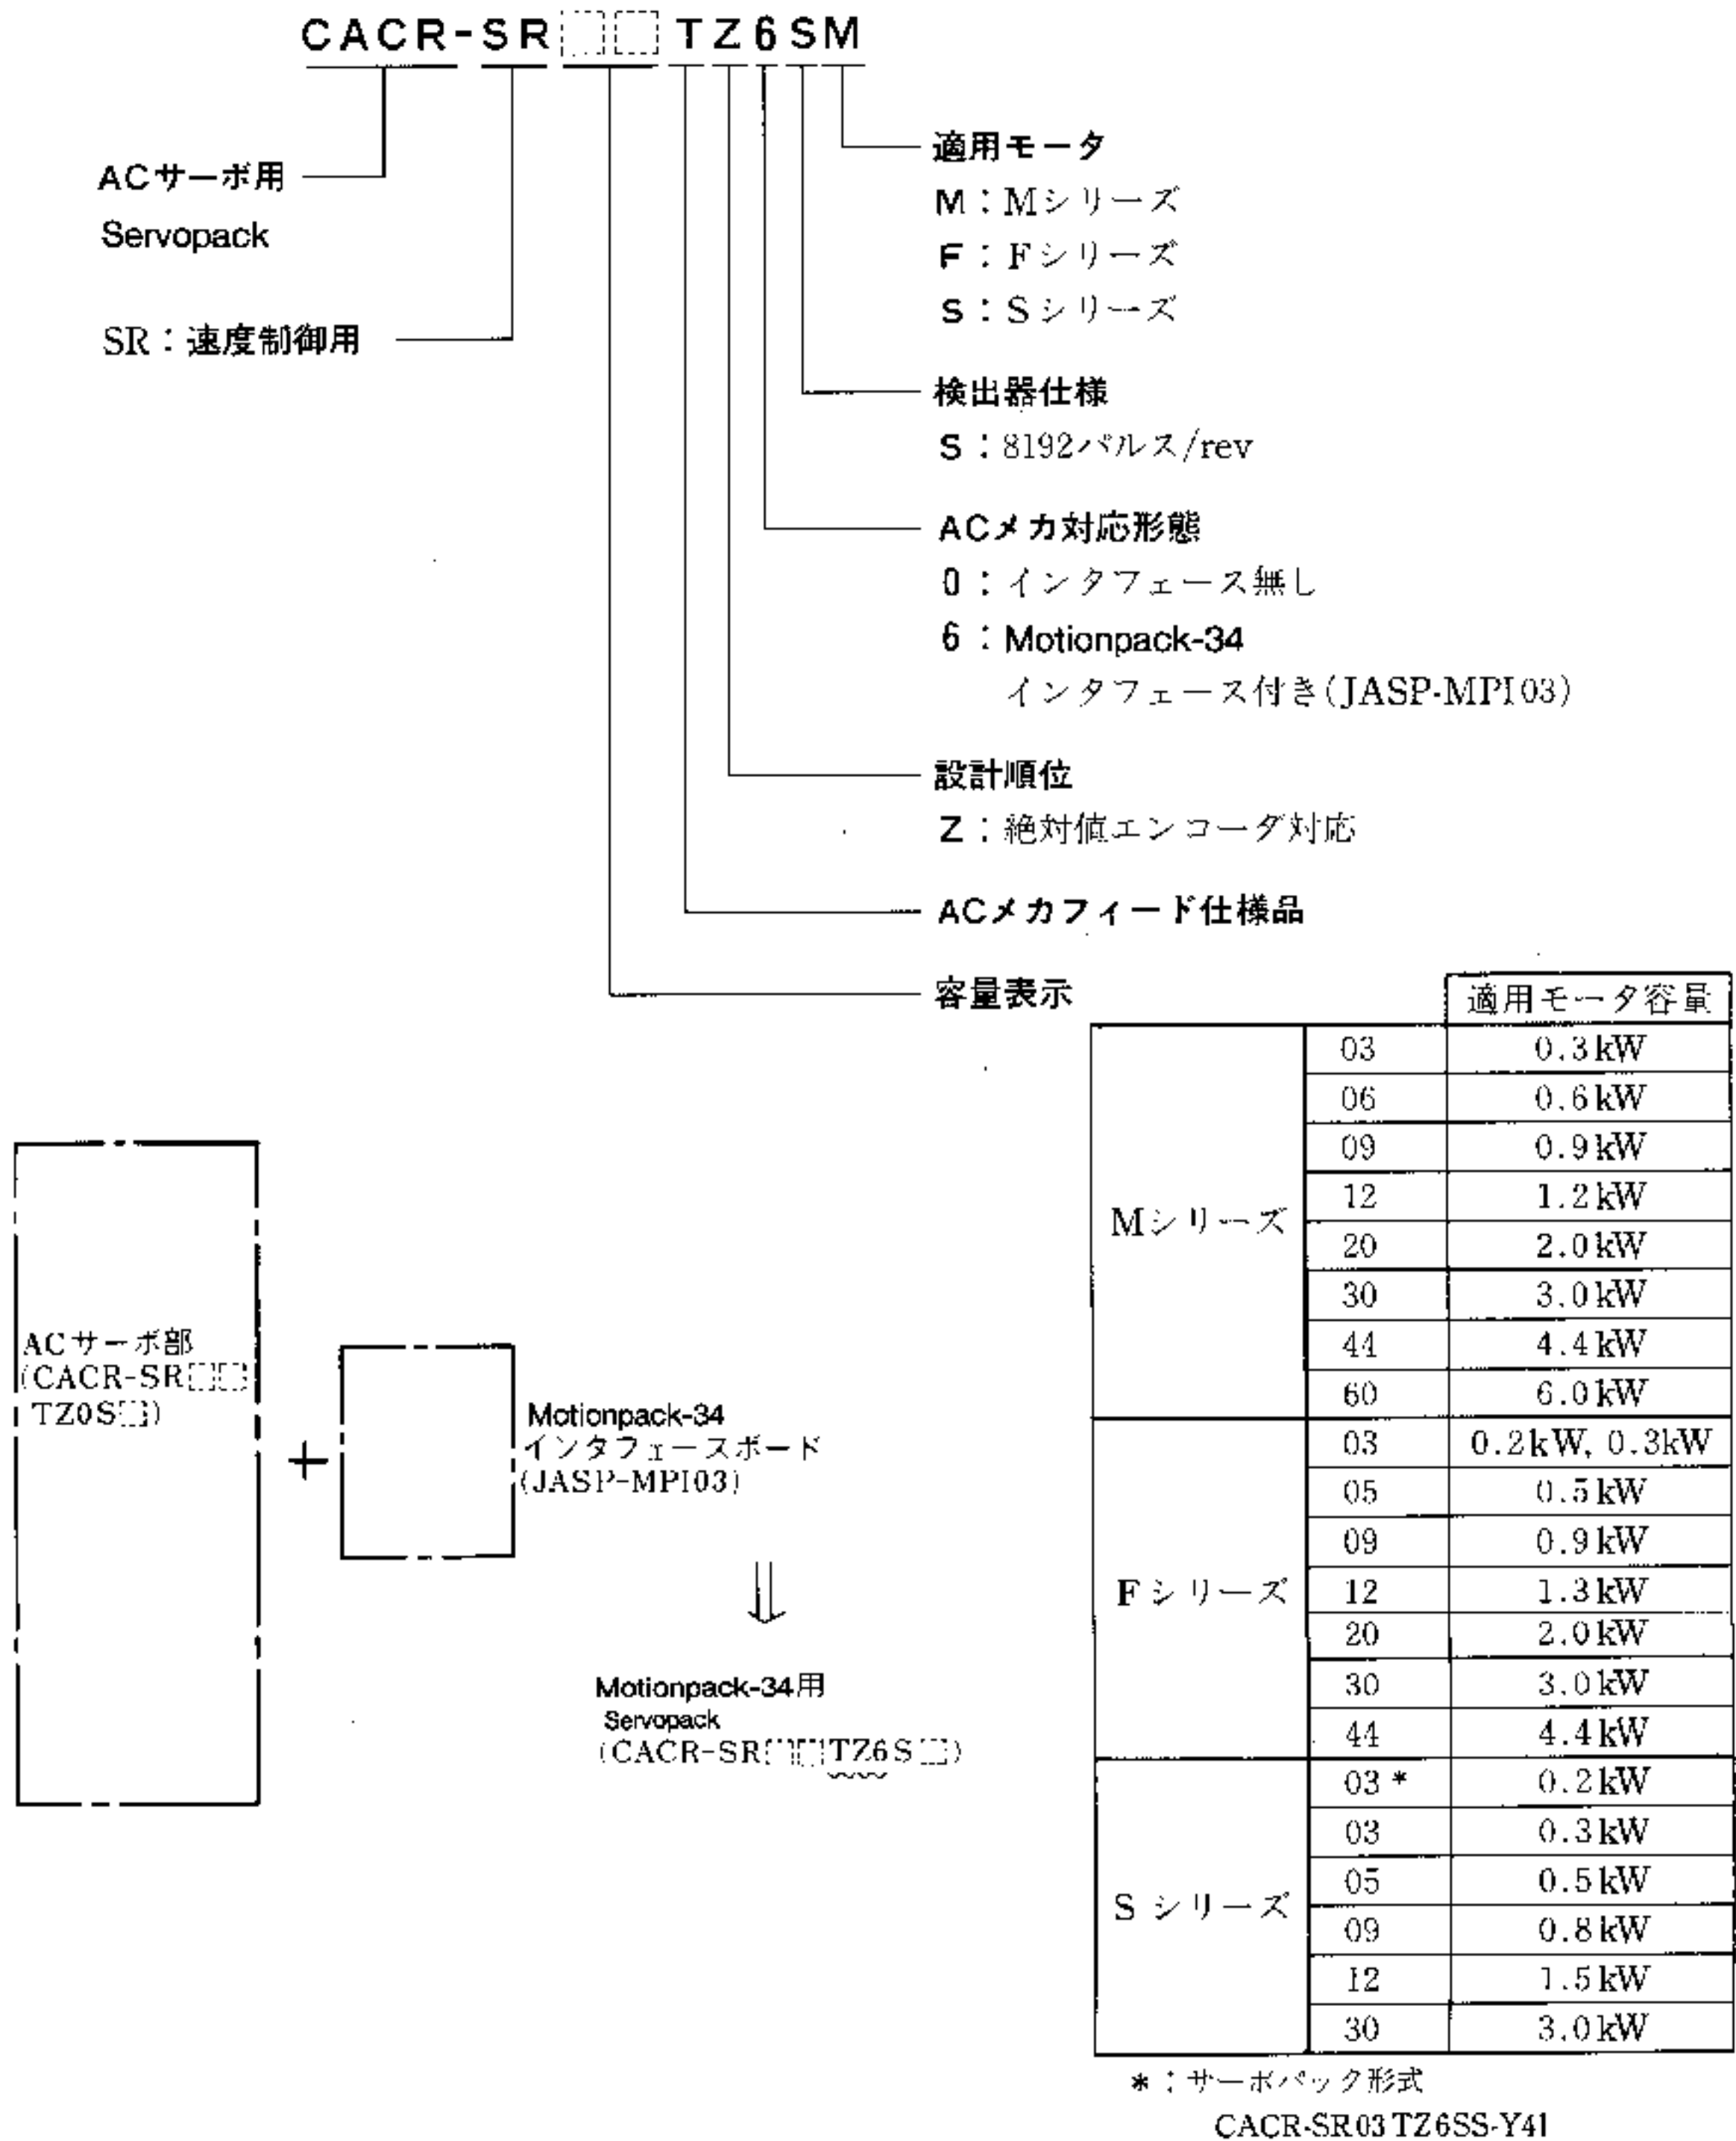 CACR-SR□□TZ6SM
適用モータ
M：Mシリーズ
F：Fシリーズ
S：Sシリーズ
ACサーボ用
Servopack
SR：速度制御用
検出器仕様
S：8192パルス/rev
ACメカ対応形態
0：インタフェース無し
6：Motionpack-34
インタフェース付き(JASP-MPI03)
設計順位
Z：絶対値エンコーダ対応
ACメカフィード仕様品
容量表示
適用モータ容量
Mシリーズ
03 0.3kW
06 0.6kW
09 0.9kW
12 1.2kW
20 2.0kW
30 3.0kW
44 4.4kW
60 6.0kW
Fシリーズ
03 0.2kW, 0.3kW
05 0.5kW
09 0.9kW
12 1.3kW
20 2.0kW
30 3.0kW
44 4.4kW
Sシリーズ
03* 0.2kW
03 0.3kW
05 0.5kW
09 0.8kW
12 1.5kW
30 3.0kW
*：サーボパック形式
CACR-SR03TZ6SS-Y41
ACサーボ部
(CACR-SR□□
TZ0S□)
+
Motionpack-34
インタフェースボード
(JASP-MPI03)
⇓
Motionpack-34用
Servopack
(CACR-SR□□TZ6S□)